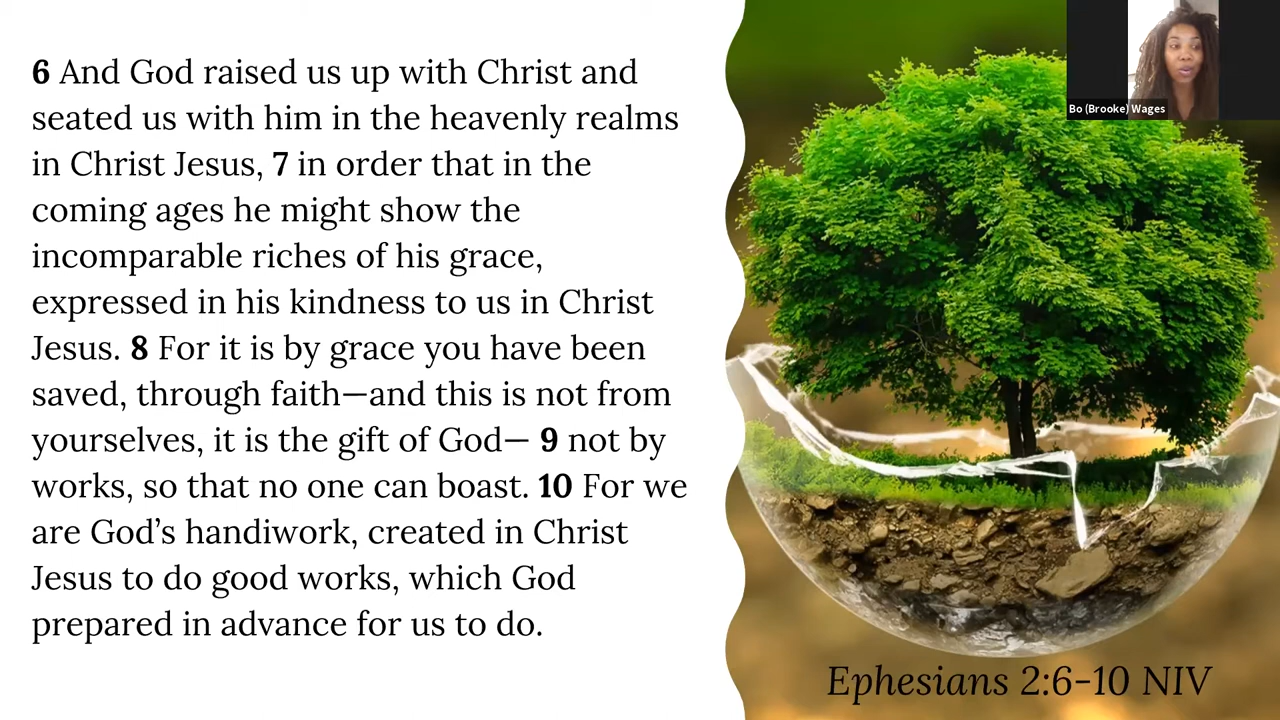 6 And God raised us up with Christ and
seated us with him in the heavenly realms
in Christ Jesus, 7 in order that in the
coming ages he might show the
incomparable riches of his grace,
expressed in his kindness to us in Christ
Jesus. 8 For it is by grace you have been
saved, through faith—and this is not from
yourselves, it is the gift of God— 9 not by
works, so that no one can boast. 10 For we
are God’s handiwork, created in Christ
Jesus to do good works, which God
prepared in advance for us to do.
Bo (Brooke) Wages
Ephesians 2:6-10 NIV